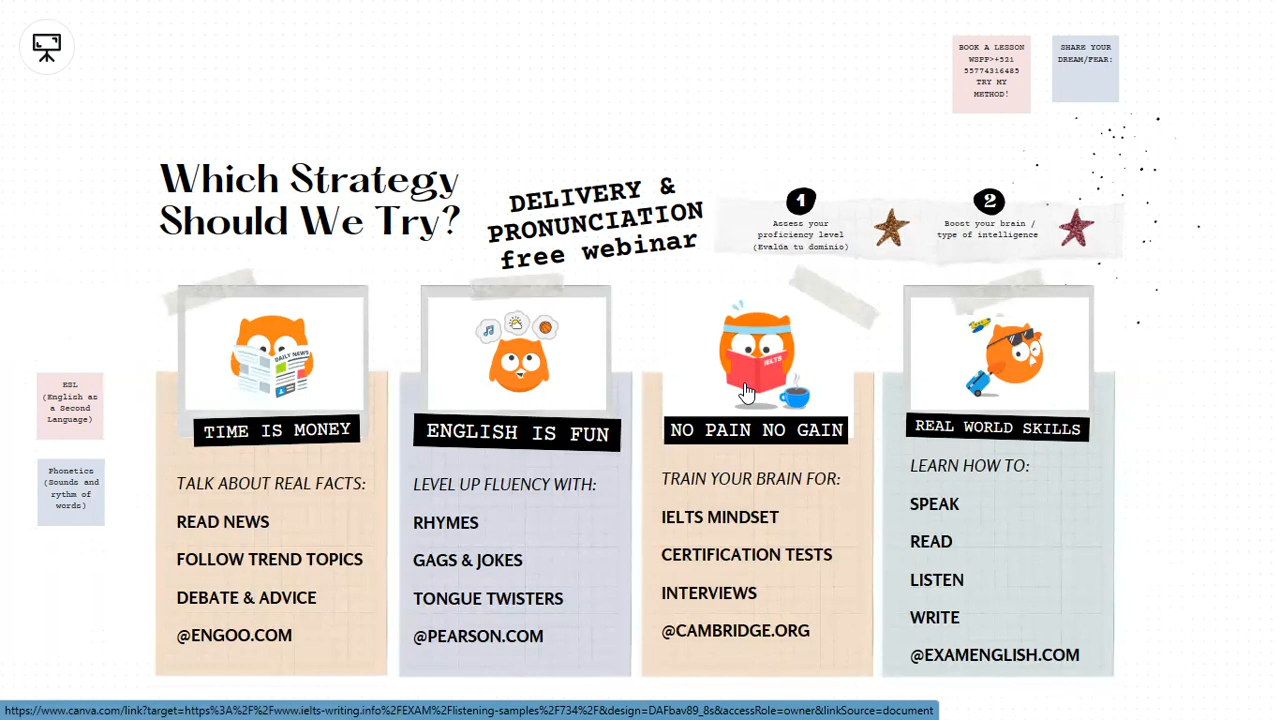 BOOK A LESSON
WSPP>+521
55774316485
TRY MY
METHOD!
SHARE YOUR
DREAM/FEAR:
Which Strategy
Should We Try?
DELIVERY &
PRONUNCIATION
free webinar
1
Assess your
proficiency level
(Evalúa tu dominio)
2
Boost your brain /
type of intelligence
ESL
(English as
a Second
Language)
Phonetics
(Sounds and
rythm of
words)
DAILY NEWS
TIME IS MONEY
TALK ABOUT REAL FACTS:
READ NEWS
FOLLOW TREND TOPICS
DEBATE & ADVICE
@ENGOO.COM
ENGLISH IS FUN
LEVEL UP FLUENCY WITH:
RHYMES
GAGS & JOKES
TONGUE TWISTERS
@PEARSON.COM
IELTS
NO PAIN NO GAIN
TRAIN YOUR BRAIN FOR:
IELTS MINDSET
CERTIFICATION TESTS
INTERVIEWS
@CAMBRIDGE.ORG
REAL WORLD SKILLS
LEARN HOW TO:
SPEAK
READ
LISTEN
WRITE
@EXAMENGLISH.COM
https://www.canva.com/link?target=https%3A%2F%2Fwww.ielts-writing.info%2FEXAM%2Flistening-samples%2F734%2F&design=DAFbav89_8s&accessRole=owner&linkSource=document